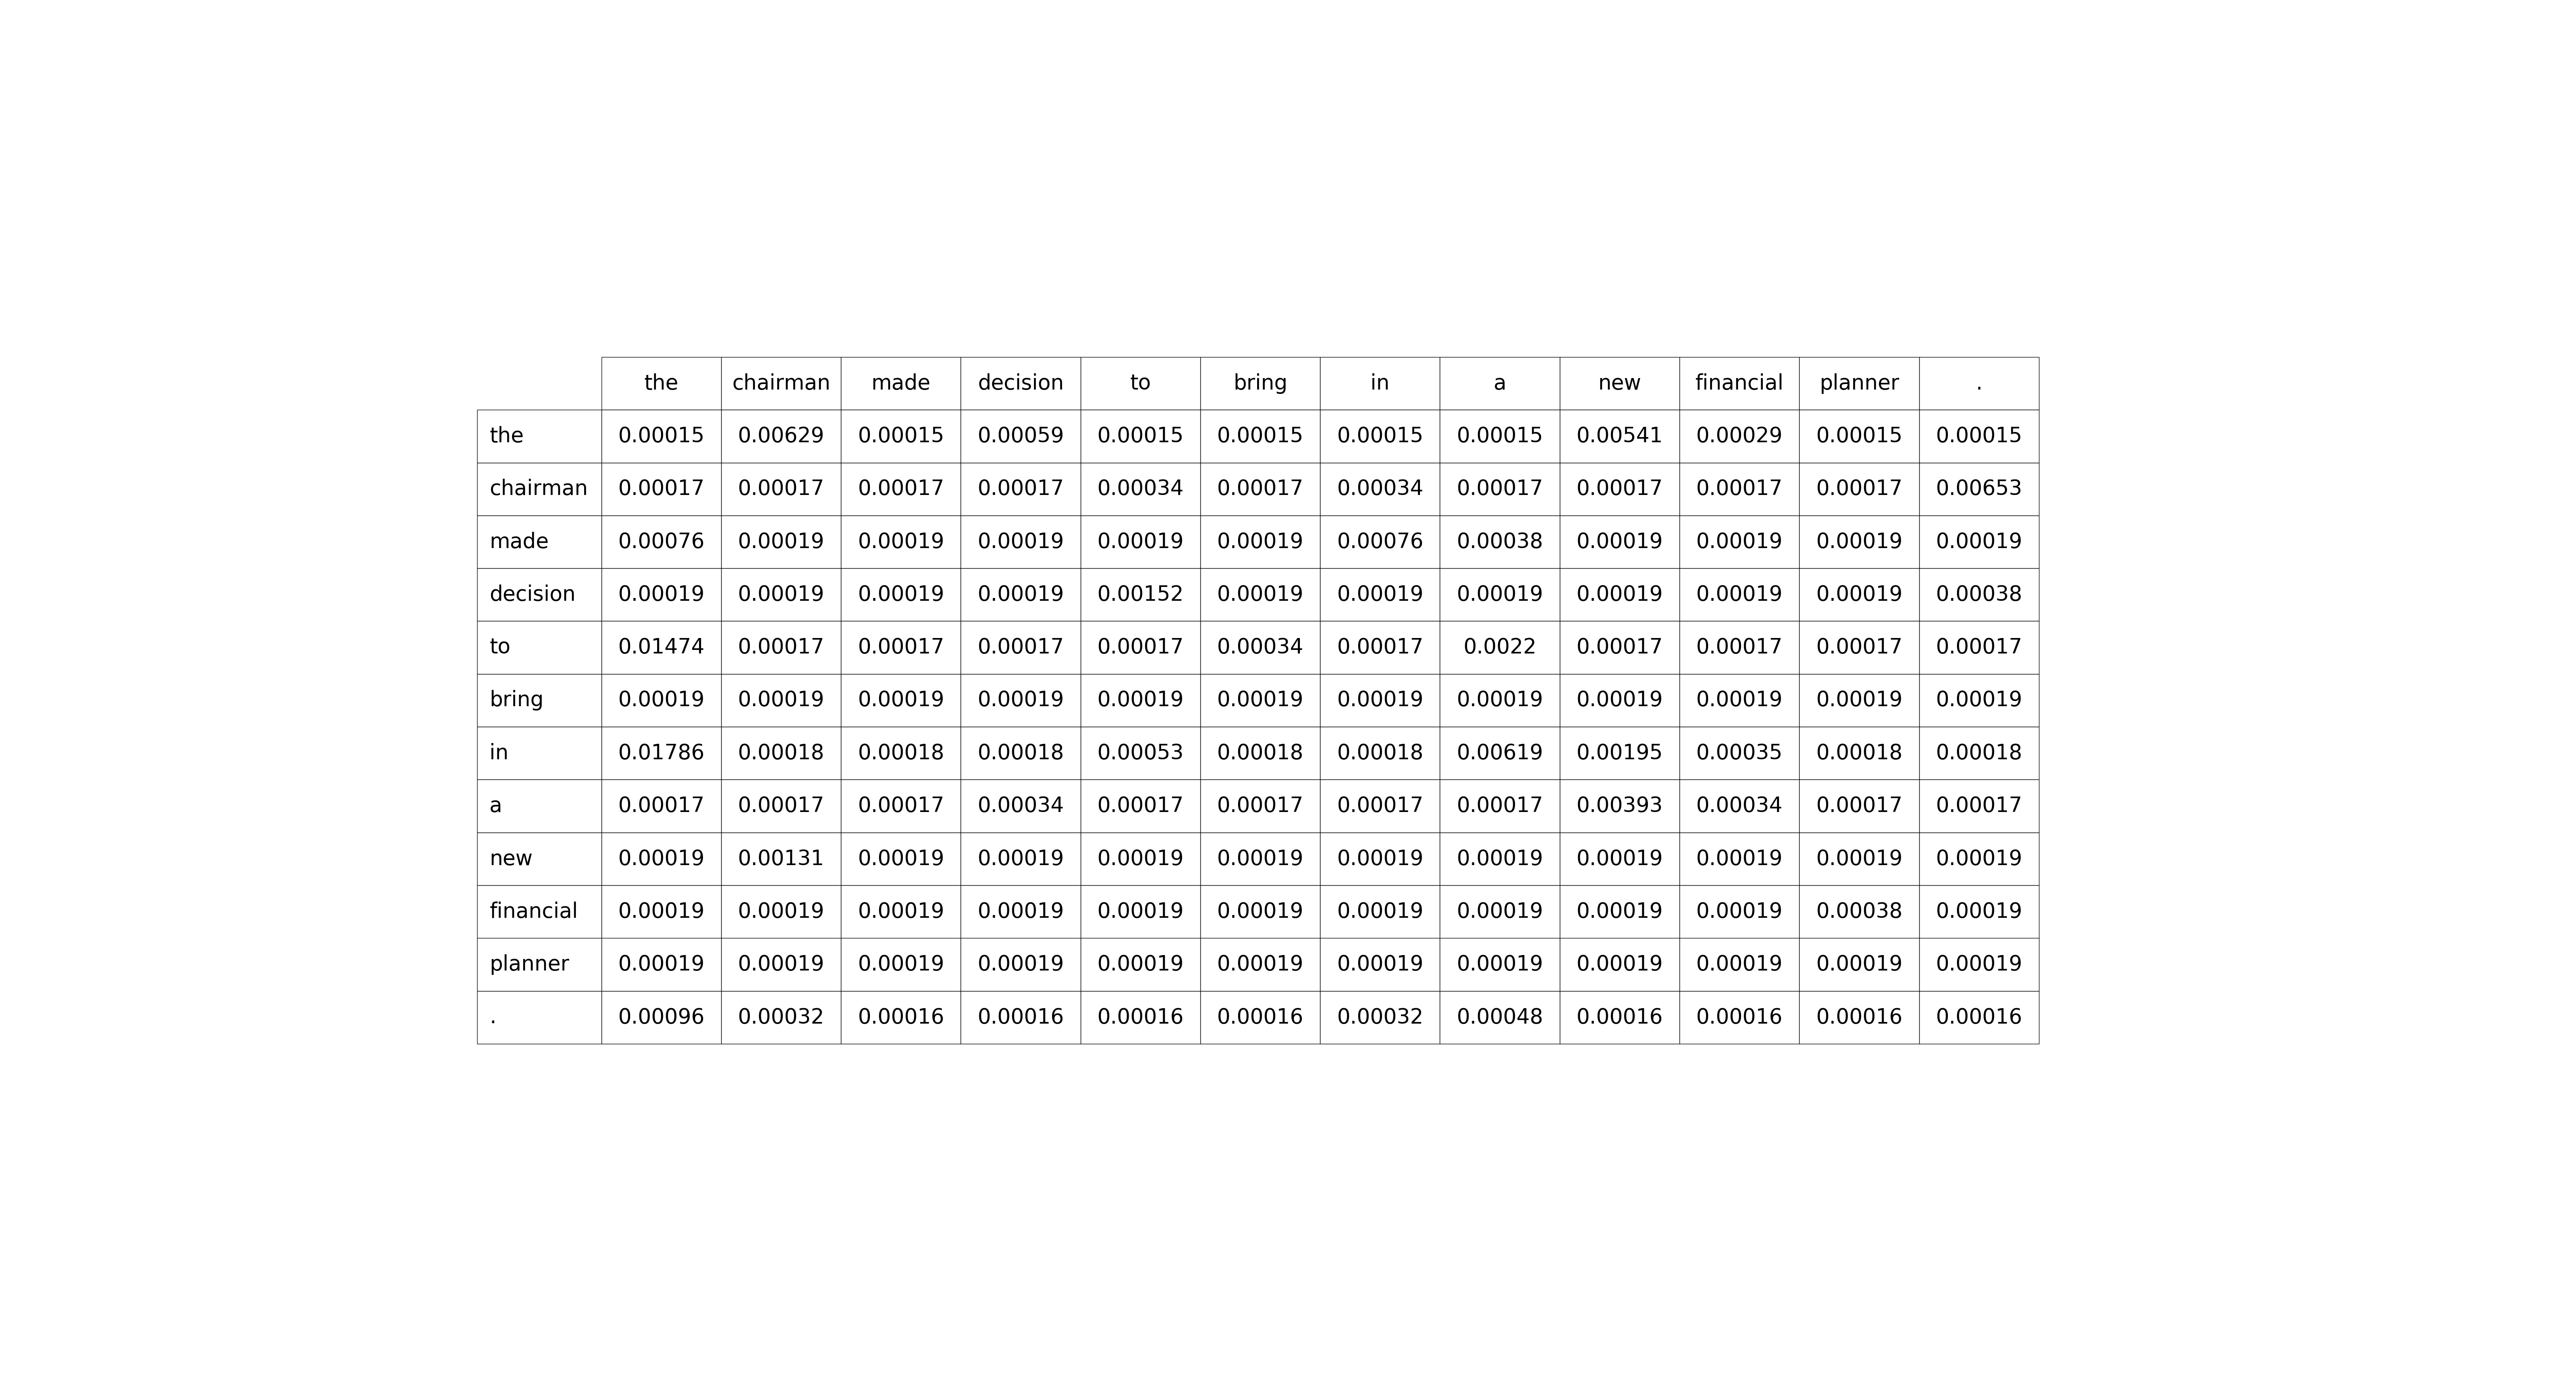 the chairman made decision to bring in a new financial planner .
the 0.00015 0.00629 0.00015 0.00059 0.00015 0.00015 0.00015 0.00015 0.00541 0.00029 0.00015 0.00015
chairman 0.00017 0.00017 0.00017 0.00017 0.00034 0.00017 0.00034 0.00017 0.00017 0.00017 0.00017 0.00653
made 0.00076 0.00019 0.00019 0.00019 0.00019 0.00019 0.00076 0.00038 0.00019 0.00019 0.00019 0.00019
decision 0.00019 0.00019 0.00019 0.00019 0.00152 0.00019 0.00019 0.00019 0.00019 0.00019 0.00019 0.00038
to 0.01474 0.00017 0.00017 0.00017 0.00017 0.00034 0.00017 0.0022 0.00017 0.00017 0.00017 0.00017
bring 0.00019 0.00019 0.00019 0.00019 0.00019 0.00019 0.00019 0.00019 0.00019 0.00019 0.00019 0.00019
in 0.01786 0.00018 0.00018 0.00018 0.00053 0.00018 0.00018 0.00619 0.00195 0.00035 0.00018 0.00018
a 0.00017 0.00017 0.00017 0.00034 0.00017 0.00017 0.00017 0.00017 0.00393 0.00034 0.00017 0.00017
new 0.00019 0.00131 0.00019 0.00019 0.00019 0.00019 0.00019 0.00019 0.00019 0.00019 0.00019 0.00019
financial 0.00019 0.00019 0.00019 0.00019 0.00019 0.00019 0.00019 0.00019 0.00019 0.00019 0.00038 0.00019
planner 0.00019 0.00019 0.00019 0.00019 0.00019 0.00019 0.00019 0.00019 0.00019 0.00019 0.00019 0.00019
. 0.00096 0.00032 0.00016 0.00016 0.00016 0.00016 0.00032 0.00048 0.00016 0.00016 0.00016 0.00016